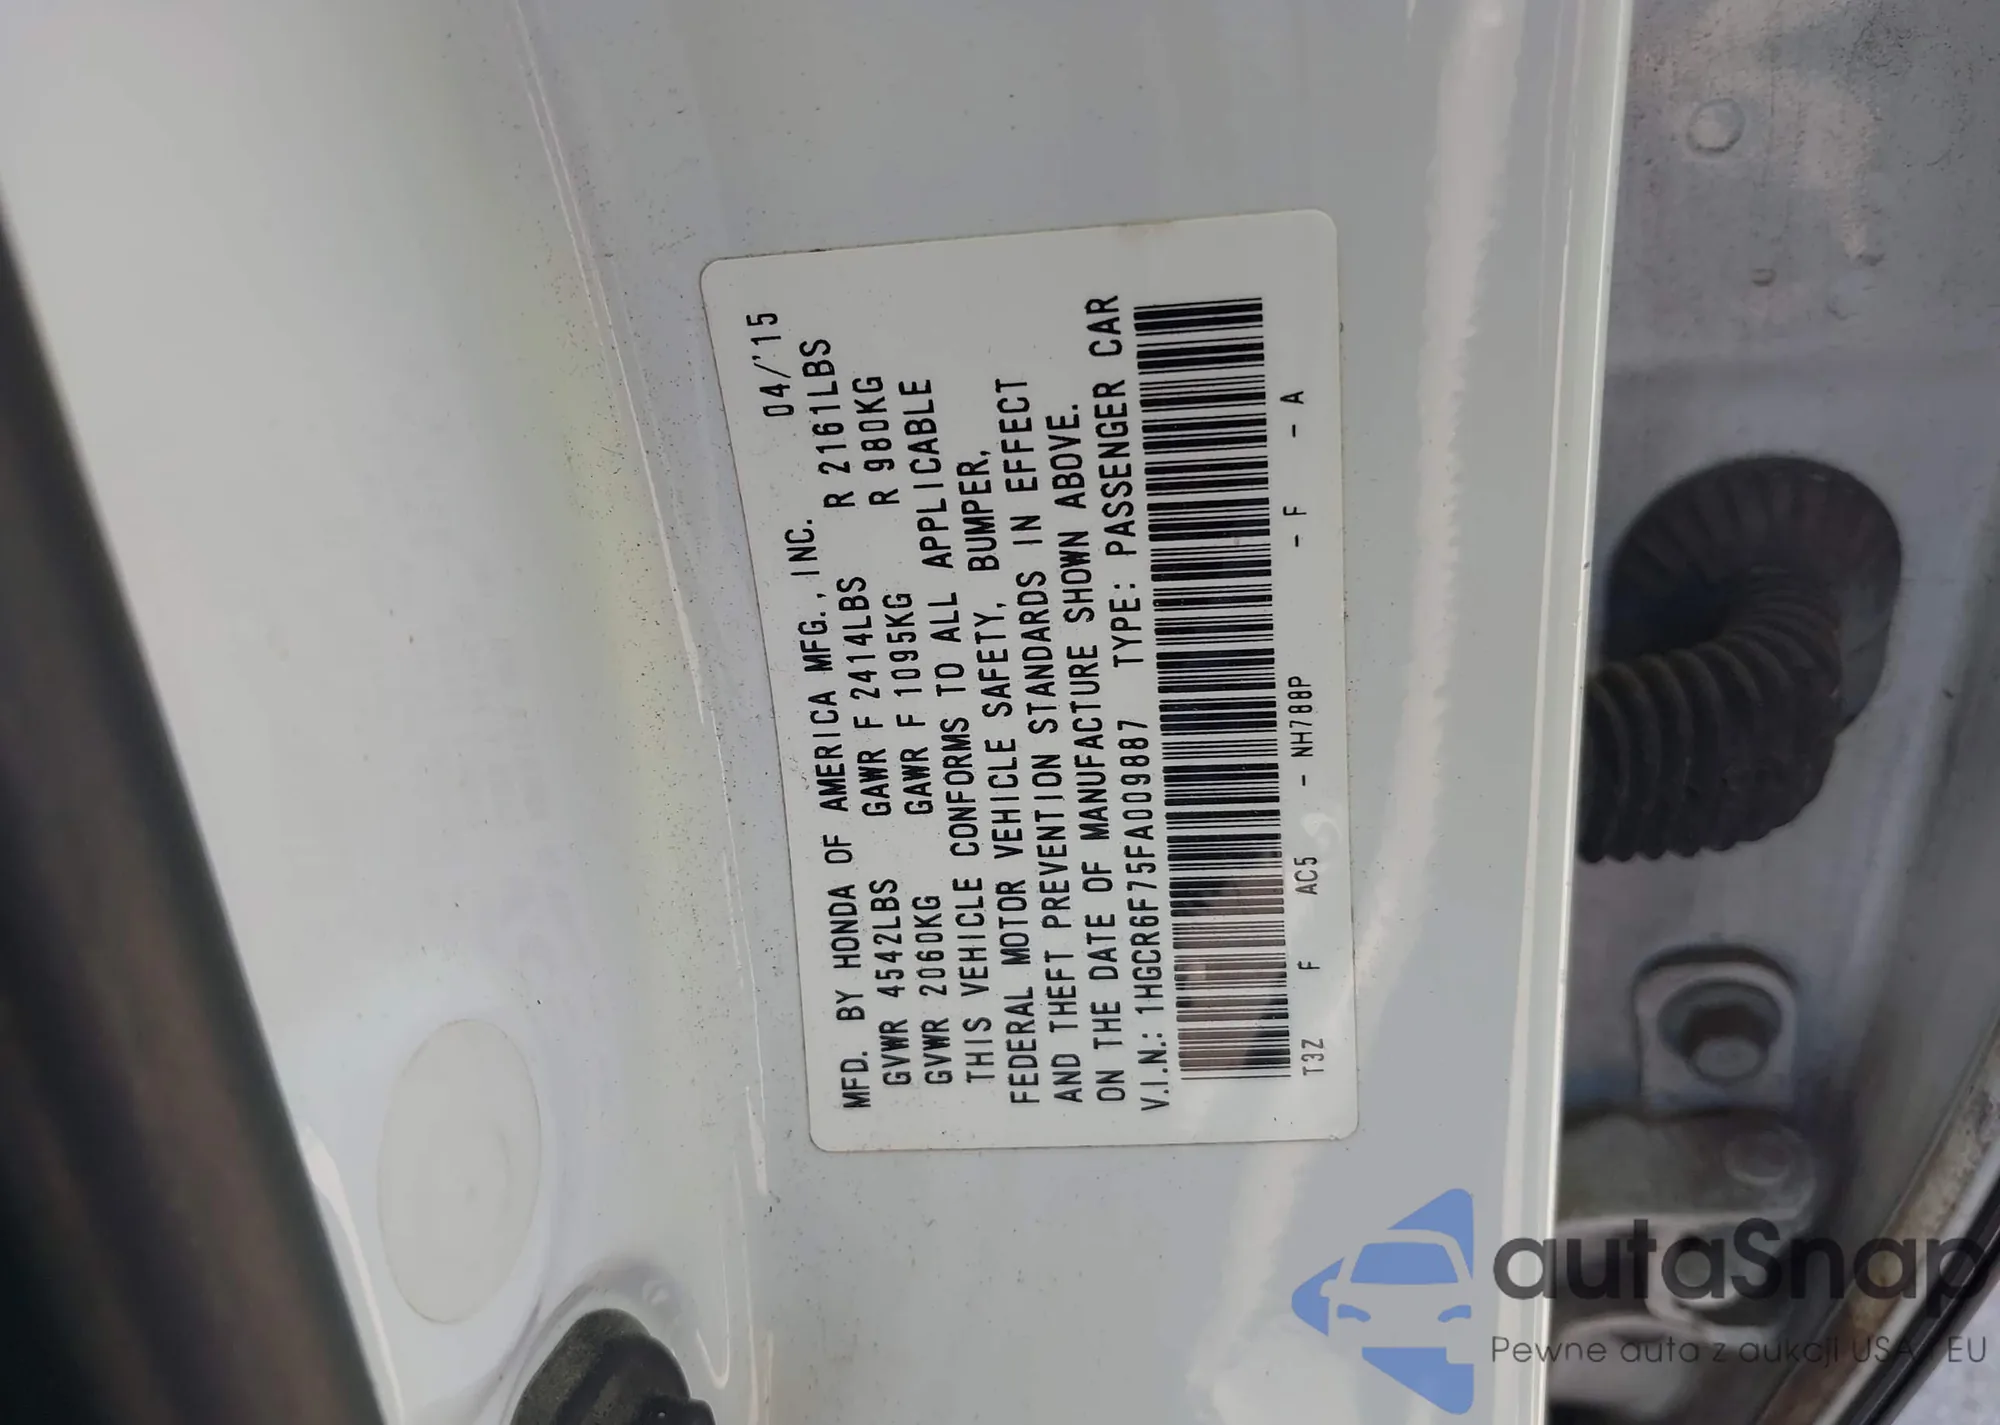 MFD. BY HONDA OF AMERICA MFG., INC. 04/'15
GVWR 4542LBS GAWR F 2414LBS R 2161LBS
GVWR 2060KG GAWR F 1095KG R 980KG
THIS VEHICLE CONFORMS TO ALL APPLICABLE
FEDERAL MOTOR VEHICLE SAFETY, BUMPER,
AND THEFT PREVENTION STANDARDS IN EFFECT
ON THE DATE OF MANUFACTURE SHOWN ABOVE.
V.I.N.: 1HGCR6F75FA009887 TYPE: PASSENGER CAR
T3Z F AC5 - NH788P - F - A
autaSnap
Pewne auta z aukcji USA i EU